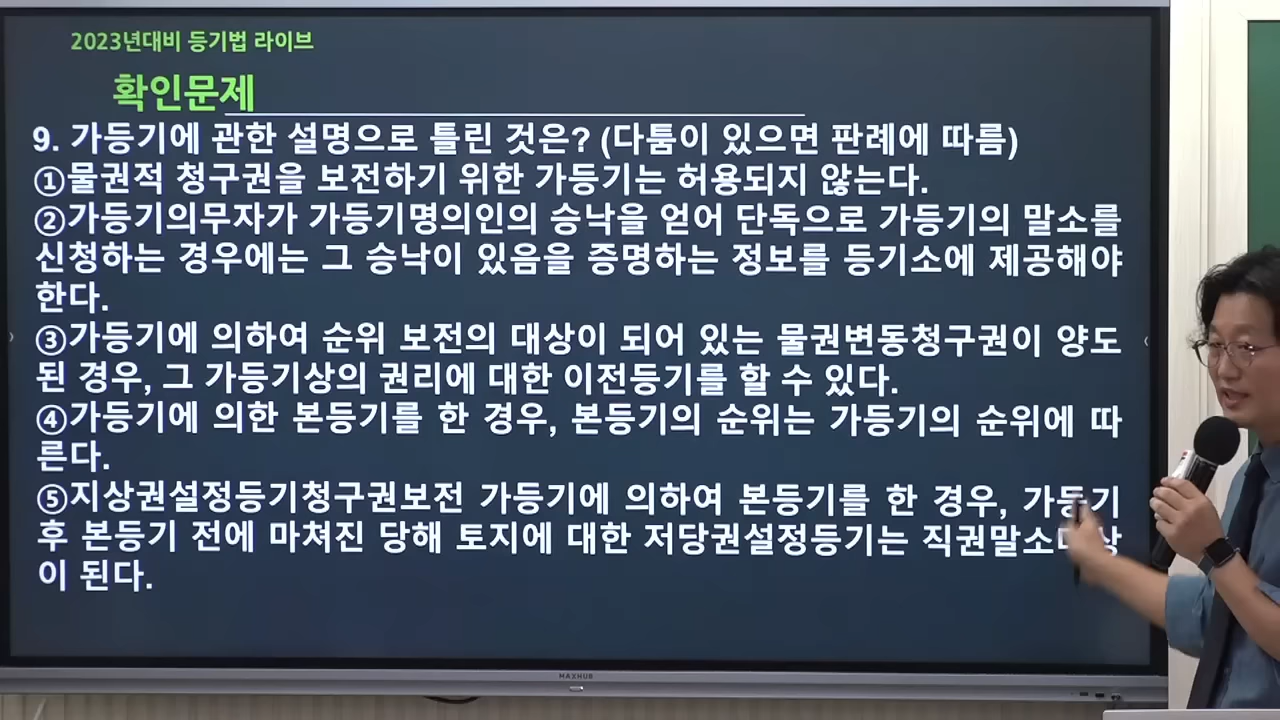 2023년대비 등기법 라이브
확인문제
9. 가등기에 관한 설명으로 틀린 것은? (다툼이 있으면 판례에 따름)
①물권적 청구권을 보전하기 위한 가등기는 허용되지 않는다.
②가등기의무자가 가등기명의인의 승낙을 얻어 단독으로 가등기의 말소를
신청하는 경우에는 그 승낙이 있음을 증명하는 정보를 등기소에 제공해야
한다.
③가등기에 의하여 순위 보전의 대상이 되어 있는 물권변동청구권이 양도
된 경우, 그 가등기상의 권리에 대한 이전등기를 할 수 있다.
④가등기에 의한 본등기를 한 경우, 본등기의 순위는 가등기의 순위에 따
른다.
⑤지상권설정등기청구권보전 가등기에 의하여 본등기를 한 경우, 가등기
후 본등기 전에 마쳐진 당해 토지에 대한 저당권설정등기는 직권말소대상
이 된다.
MAXHUB